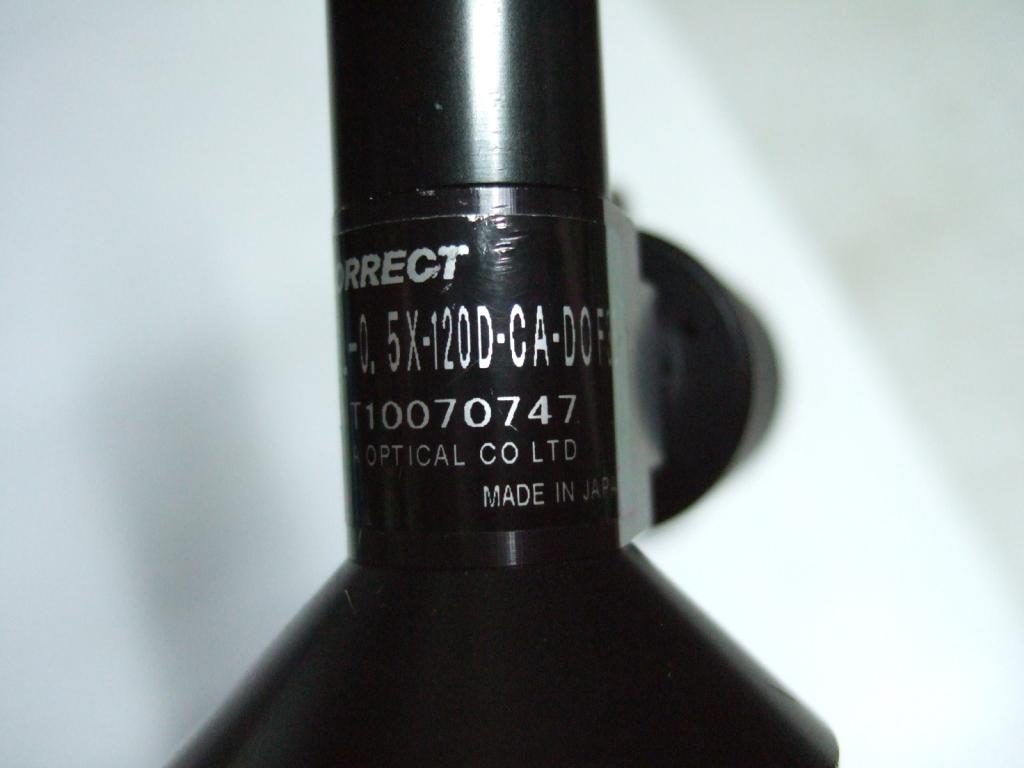 ORRECT
-0.5X-120D-CA-DOF
T10070747
A OPTICAL CO LTD
MADE IN JAP